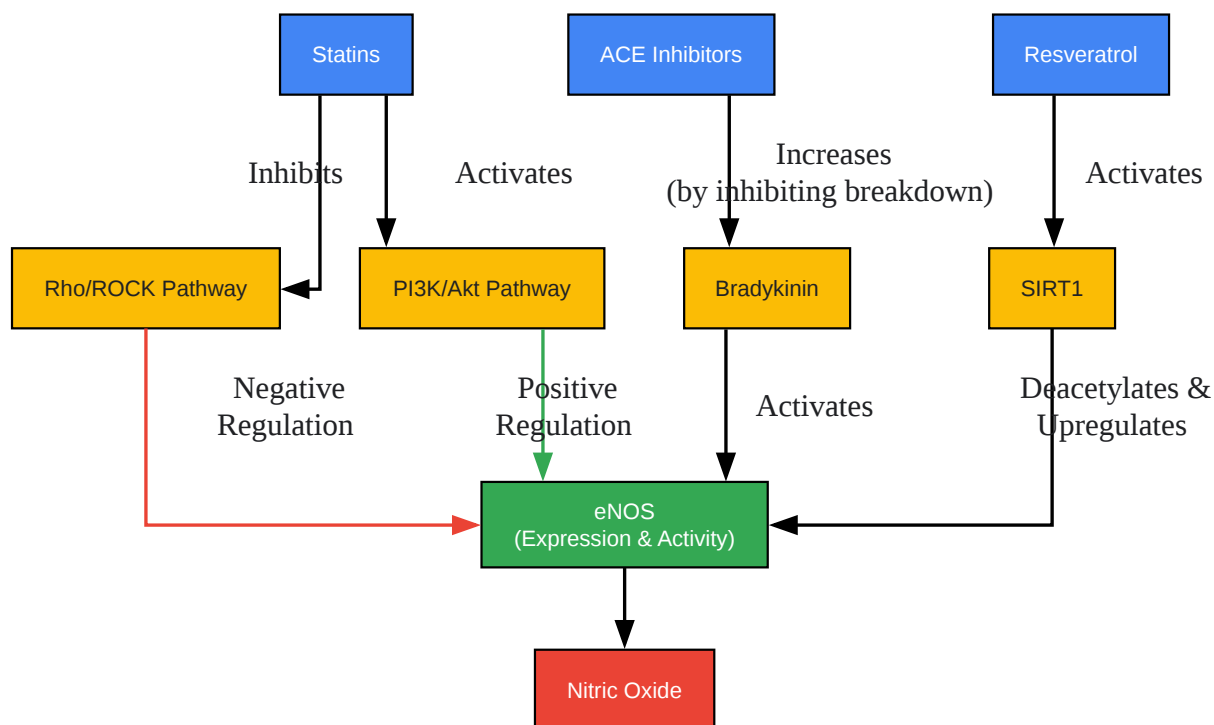 Statins
ACE Inhibitors
Resveratrol
Inhibits
Activates
Increases
(by inhibiting breakdown)
Activates
Rho/ROCK Pathway
PI3K/Akt Pathway
Bradykinin
SIRT1
Negative
Regulation
Positive
Regulation
Activates
Deacetylates &
Upregulates
eNOS
(Expression & Activity)
Nitric Oxide